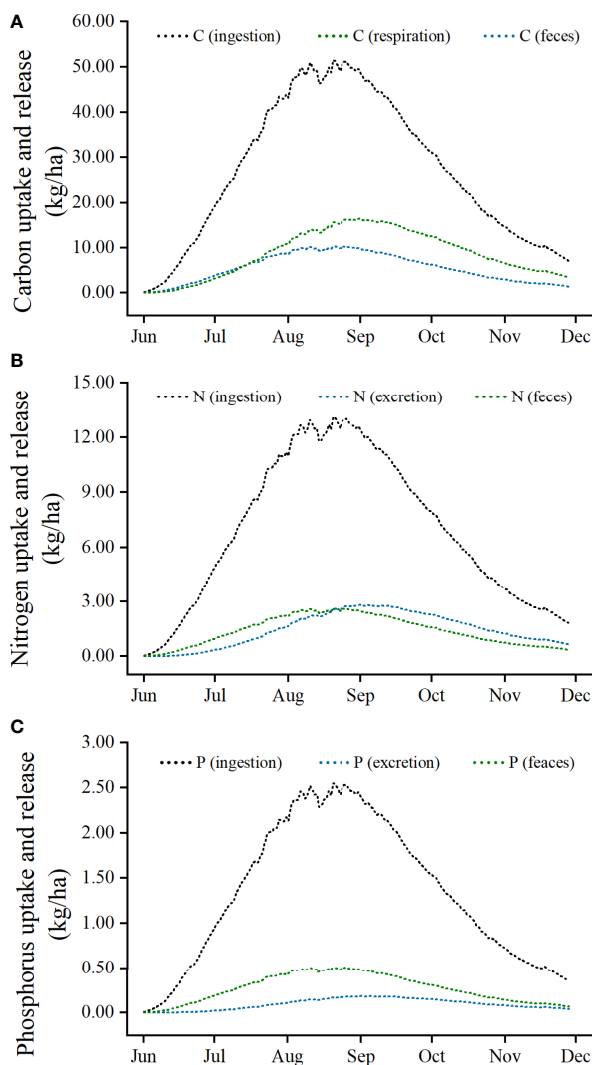 A
C (ingestion) C (respiration) C (feces)
Carbon uptake and release
(kg/ha)
60.00
50.00
40.00
30.00
20.00
10.00
0.00
Jun Jul Aug Sep Oct Nov Dec
B
N (ingestion) N (excretion) N (feces)
Nitrogen uptake and release
(kg/ha)
15.00
12.00
9.00
6.00
3.00
0.00
Jun Jul Aug Sep Oct Nov Dec
C
P (ingestion) P (excretion) P (feaces)
Phosphorus uptake and release
(kg/ha)
3.00
2.50
2.00
1.50
1.00
0.50
0.00
Jun Jul Aug Sep Oct Nov Dec